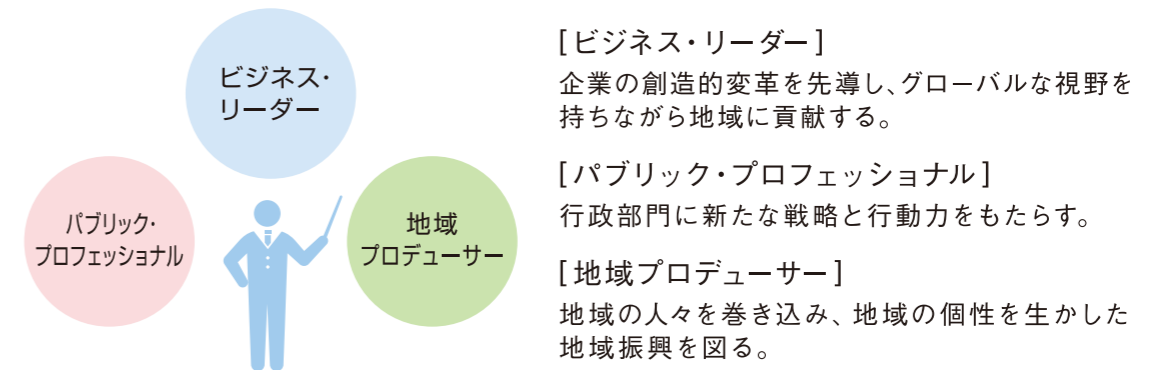 ビジネス・
リーダー
パブリック・
プロフェッショナル
地域
プロデューサー
[ビジネス・リーダー]
企業の創造的変革を先導し、グローバルな視野を
持ちながら地域に貢献する。
[パブリック・プロフェッショナル]
行政部門に新たな戦略と行動力をもたらす。
[地域プロデューサー]
地域の人々を巻き込み、地域の個性を生かした
地域振興を図る。